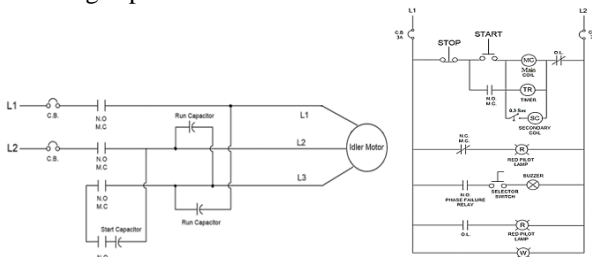 L1
C.B.
N.O
M.C
Run Capacitor
L1
L2
C.B.
N.O
M.C
L2
Idler Motor
L3
N.O
M.C
Run Capacitor
Start Capacitor
N.O
L1
L2
C.B
3A
STOP
START
MC
Main
COIL
O.L.
N.O.
M.C.
TR
TIMER
0.5 Sec
SC
SECONDARY
COIL
N.C.
M.C.
R
RED PILOT
LAMP
N.O.
PHASE FAILURE
RELAY
SELECTOR
SWITCH
BUZZER
O.L.
R
RED PILOT
LAMP
W